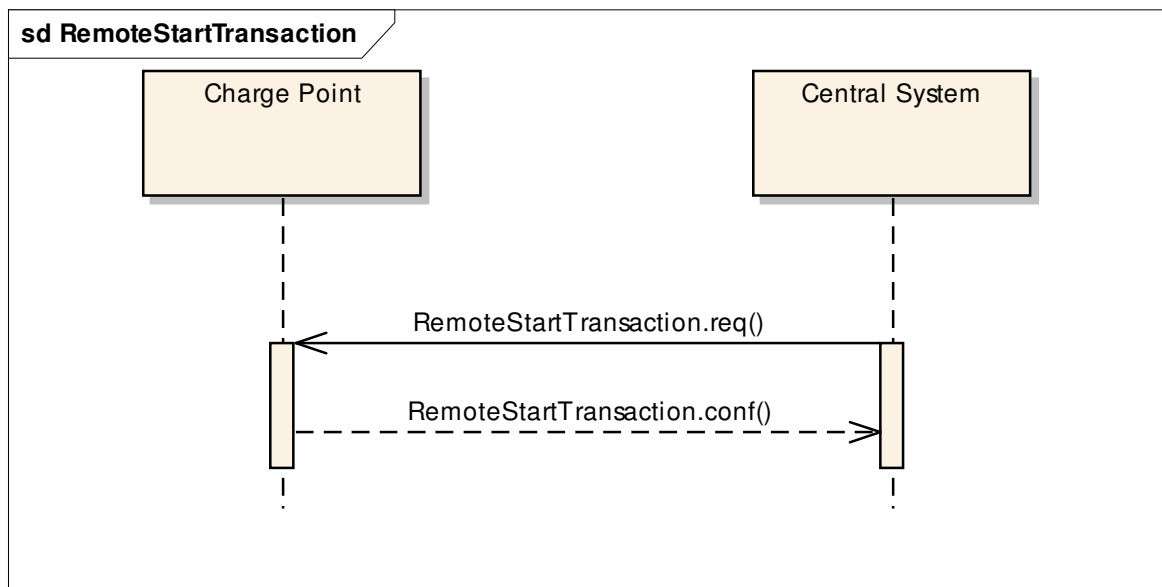 sd RemoteStartTransaction
Charge Point
Central System
RemoteStartTransaction.req()
RemoteStartTransaction.conf()